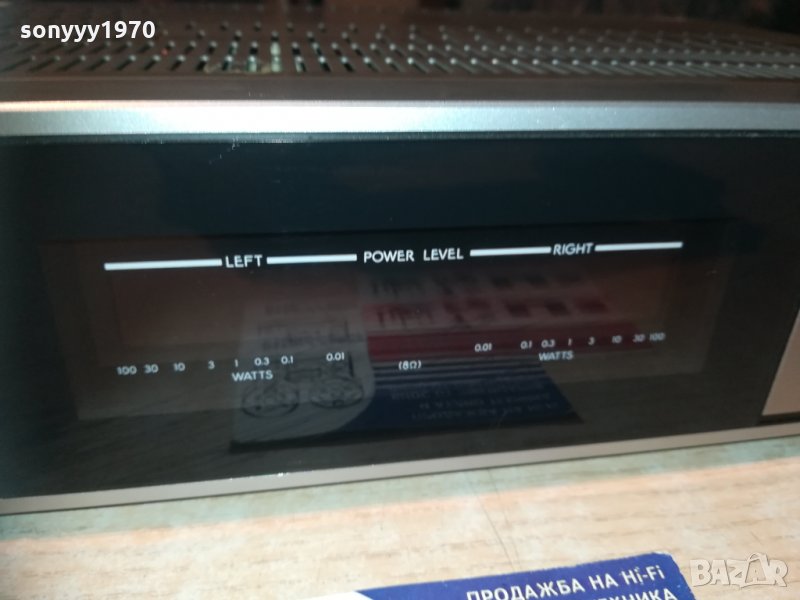 sonyyy1970
LEFT POWER LEVEL RIGHT
100 30 10 3 1 0.3 0.1 0.01 (8Ω) 0.01 0.1 0.3 1 3 10 30 100
WATTS WATTS
ПРОДАЖБА НА Hi-Fi
BAZAR